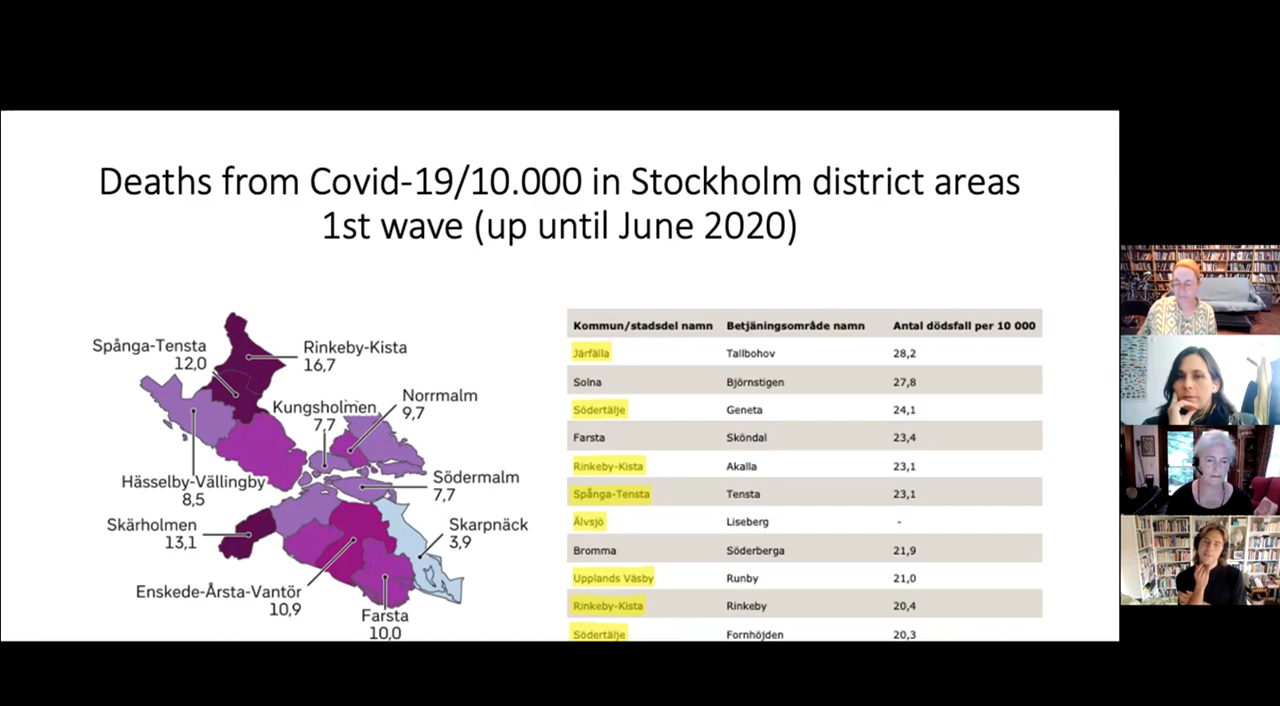 Deaths from Covid-19/10.000 in Stockholm district areas
1st wave (up until June 2020)
Spånga-Tensta
12,0
Rinkeby-Kista
16,7
Kungsholmen
7,7
Norrmalm
9,7
Hässelby-Vällingby
8,5
Södermalm
7,7
Skärholmen
13,1
Skarpnäck
3,9
Enskede-Årsta-Vantör
10,9
Farsta
10,0
Kommun/stadsdel namn Betjäningsområde namn Antal dödsfall per 10 000
Järfälla Tallbohov 28,2
Solna Björnstigen 27,8
Södertälje Geneta 24,1
Farsta Sköndal 23,4
Rinkeby-Kista Akalla 23,1
Spånga-Tensta Tensta 23,1
Älvsjö Liseberg -
Bromma Söderberga 21,9
Upplands Väsby Runby 21,0
Rinkeby-Kista Rinkeby 20,4
Södertälje Fornhöjden 20,3